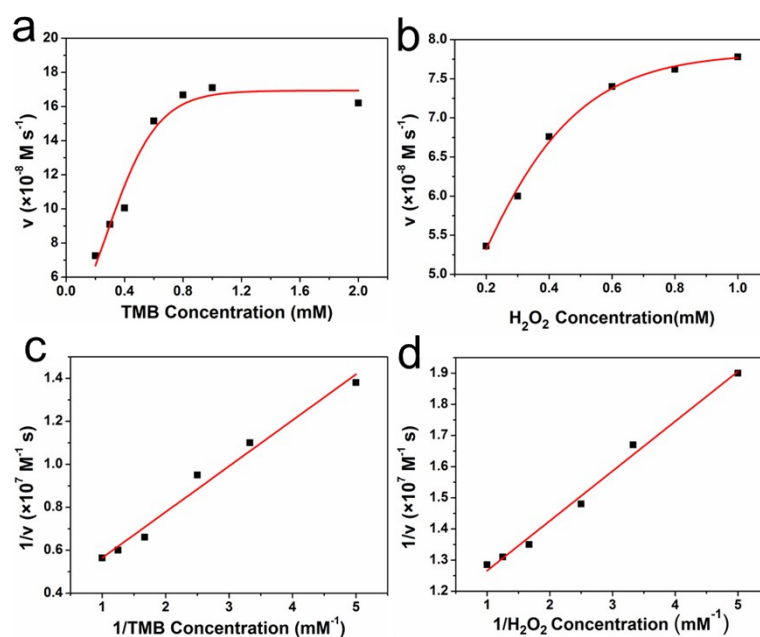 a
v (×10⁻⁸ M s⁻¹)
20
18
16
14
12
10
8
6
0.0 0.4 0.8 1.2 1.6 2.0
TMB Concentration (mM)
b
v (×10⁻⁸ M s⁻¹)
8.0
7.5
7.0
6.5
6.0
5.5
5.0
0.2 0.4 0.6 0.8 1.0
H₂O₂ Concentration(mM)
c
1/v (×10⁷ M⁻¹ s)
1.4
1.2
1.0
0.8
0.6
0.4
1 2 3 4 5
1/TMB Concentration (mM⁻¹)
d
1/v (×10⁷ M⁻¹ s)
1.9
1.8
1.7
1.6
1.5
1.4
1.3
1.2
1 2 3 4 5
1/H₂O₂ Concentration (mM⁻¹)